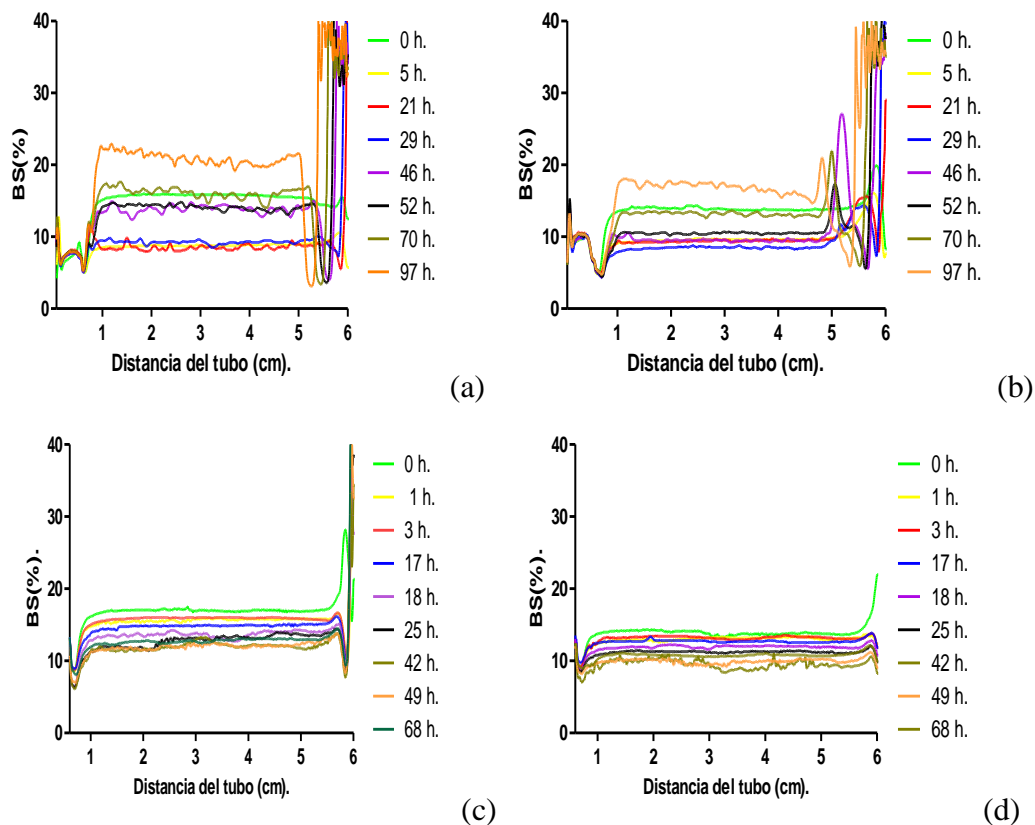 BS(%)
40
30
20
10
0
1
2
3
4
5
6
Distancia del tubo (cm).
0 h.
5 h.
21 h.
29 h.
46 h.
52 h.
70 h.
97 h.
(a)
BS(%)
40
30
20
10
0
1
2
3
4
5
6
Distancia del tubo (cm).
0 h.
5 h.
21 h.
29 h.
46 h.
52 h.
70 h.
97 h.
(b)
BS(%).
40
30
20
10
0
1
2
3
4
5
6
Distancia del tubo (cm).
0 h.
1 h.
3 h.
17 h.
18 h.
25 h.
42 h.
49 h.
68 h.
(c)
BS(%).
40
30
20
10
0
1
2
3
4
5
6
Distancia del tubo (cm).
0 h.
1 h.
3 h.
17 h.
18 h.
25 h.
42 h.
49 h.
68 h.
(d)